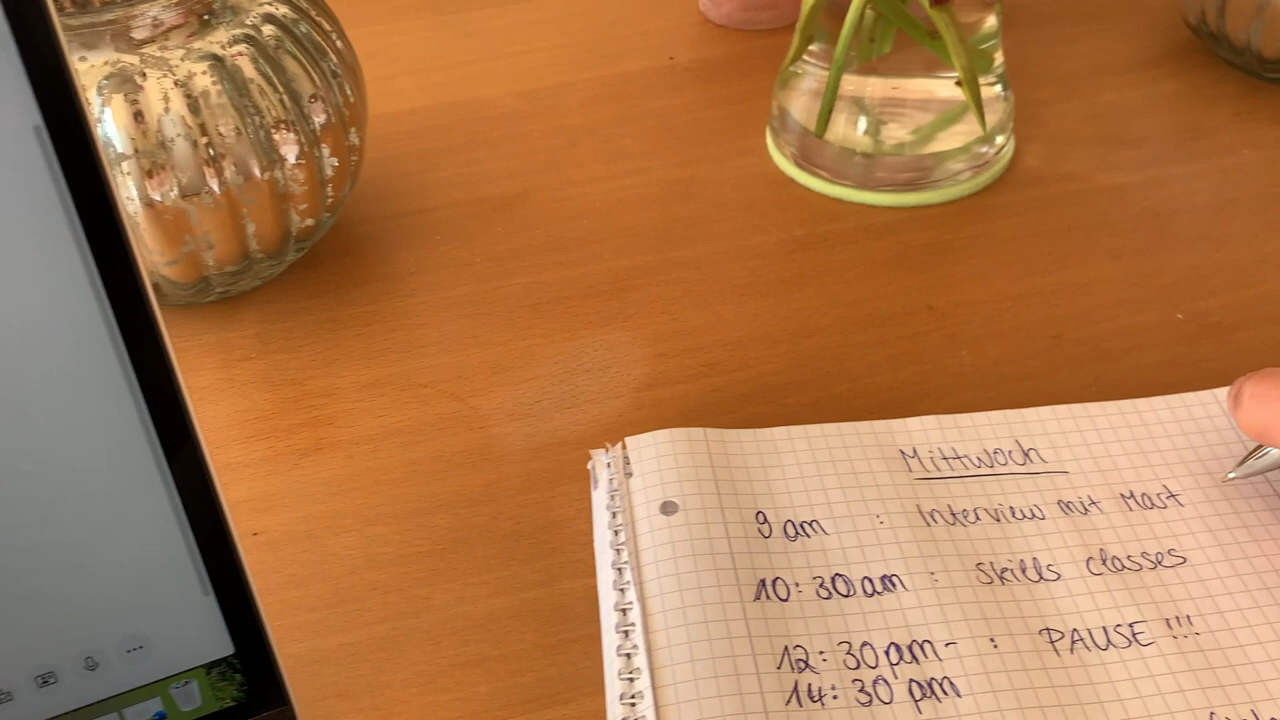 Mittwoch
9 am : Interview mit Mart
10:30 am : Skills classes
12:30 pm - : PAUSE !!!
14:30 pm